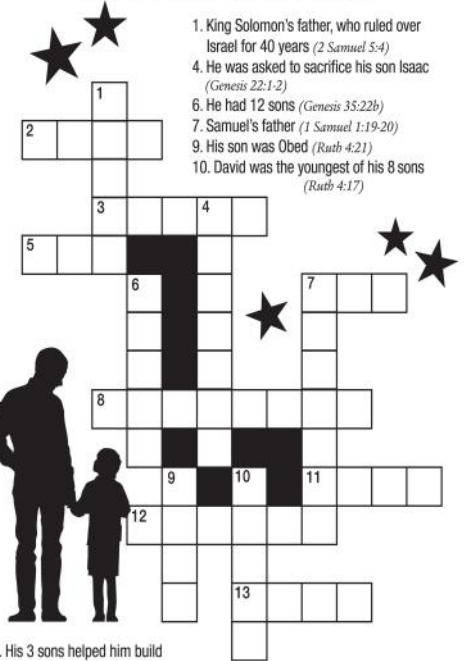 1. King Solomon's father, who ruled over
Israel for 40 years (2 Samuel 5:4)
4. He was asked to sacrifice his son Isaac
(Genesis 22:1-2)
6. He had 12 sons (Genesis 35:22b)
7. Samuel's father (1 Samuel 1:19-20)
9. His son was Obed (Ruth 4:21)
10. David was the youngest of his 8 sons
(Ruth 4:17)
1
2
3 4
5
6 7
8
9 10 11
12
13
. His 3 sons helped him build